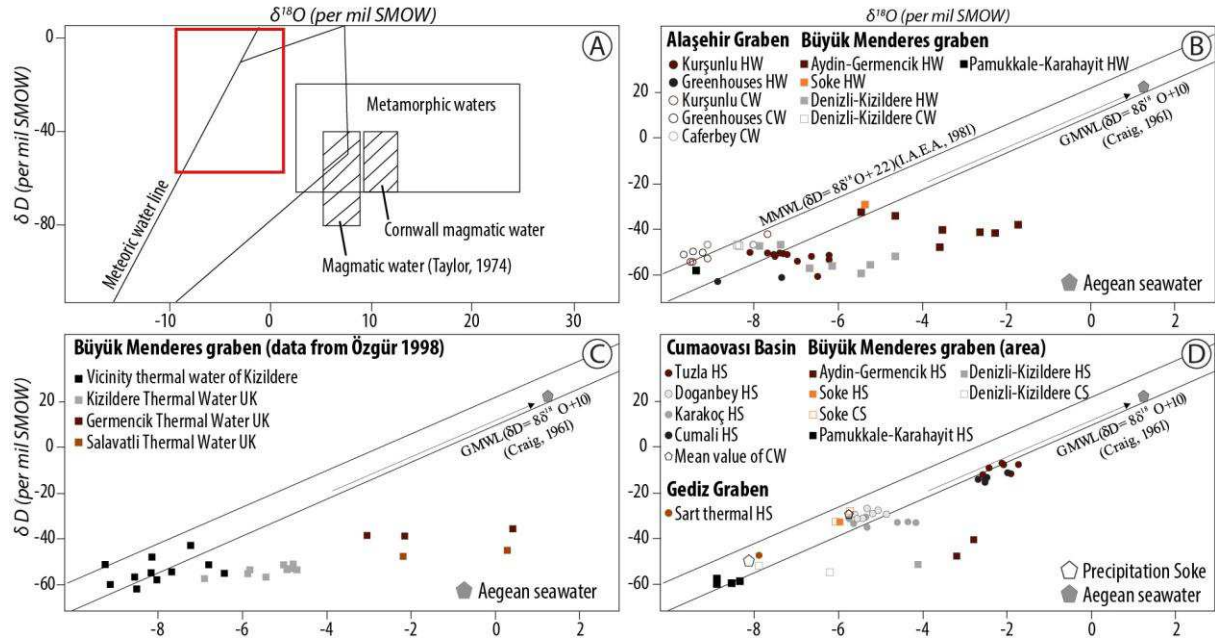 δ¹⁸O (per mil SMOW)
A
0
-40
-80
δ D (per mil SMOW)
Meteoric water line
Metamorphic waters
Cornwall magmatic water
Magmatic water (Taylor, 1974)
-10
0
10
20
30
δ¹⁸O (per mil SMOW)
B
Alaşehir Graben
Kurşunlu HW
Greenhouses HW
Kurşunlu CW
Greenhouses CW
Caferbey CW
Büyük Menderes graben
Aydin-Germencik HW
Soke HW
Denizli-Kizildere HW
Denizli-Kizildere CW
Pamukkale-Karahayit HW
MMWL(δD= 8δ¹⁸O+ 22)(I.A.E.A., 1981)
GMWL(δD= 8δ¹⁸ O+10)
(Craig, 1961)
Aegean seawater
20
0
-20
-40
-60
-8
-6
-4
-2
0
2
C
Büyük Menderes graben (data from Özgür 1998)
Vicinity thermal water of Kizildere
Kizildere Thermal Water UK
Germencik Thermal Water UK
Salavatli Thermal Water UK
GMWL(δD= 8δ¹⁸ O+10)
(Craig, 1961)
Aegean seawater
δ D (per mil SMOW)
20
0
-20
-40
-60
-8
-6
-4
-2
0
2
D
Cumaovası Basin
Tuzla HS
Doganbey HS
Karakoç HS
Cumali HS
Mean value of CW
Gediz Graben
Sart thermal HS
Büyük Menderes graben (area)
Aydin-Germencik HS
Soke HS
Soke CS
Pamukkale-Karahayit HS
Denizli-Kizildere HS
Denizli-Kizildere CS
GMWL(δD= 8δ¹⁸ O+10)
(Craig, 1961)
Precipitation Soke
Aegean seawater
20
0
-20
-40
-60
-8
-6
-4
-2
0
2